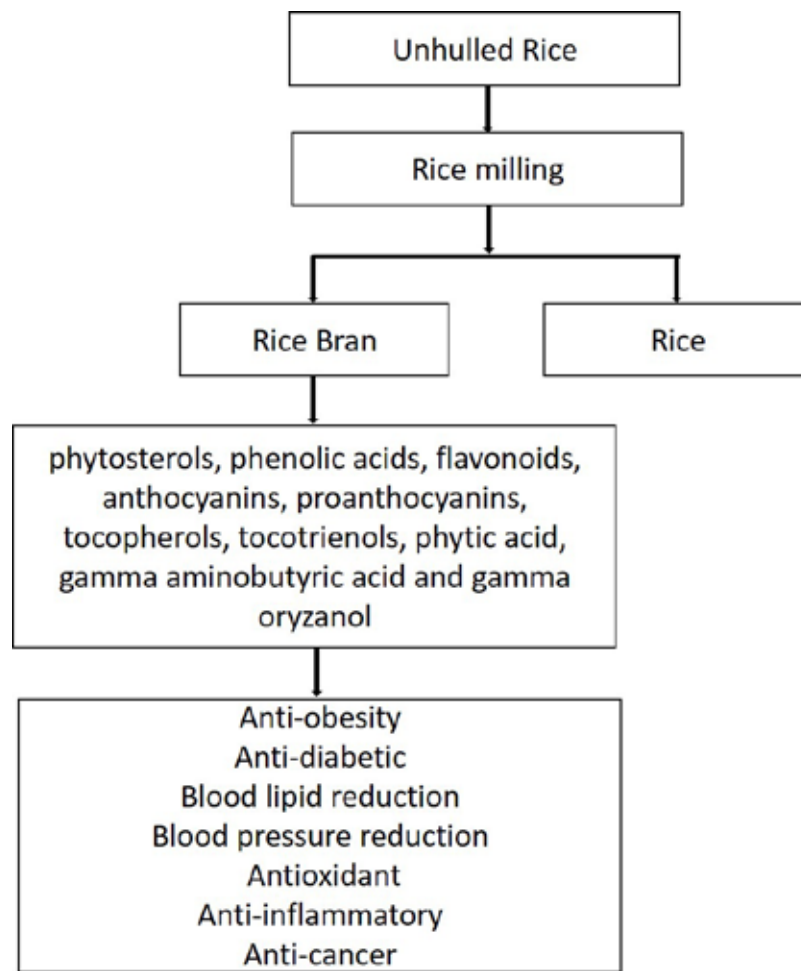 Unhulled Rice
Rice milling
Rice Bran
Rice
phytosterols, phenolic acids, flavonoids,
anthocyanins, proanthocyanins,
tocopherols, tocotrienols, phytic acid,
gamma aminobutyric acid and gamma
oryzanol
Anti-obesity
Anti-diabetic
Blood lipid reduction
Blood pressure reduction
Antioxidant
Anti-inflammatory
Anti-cancer